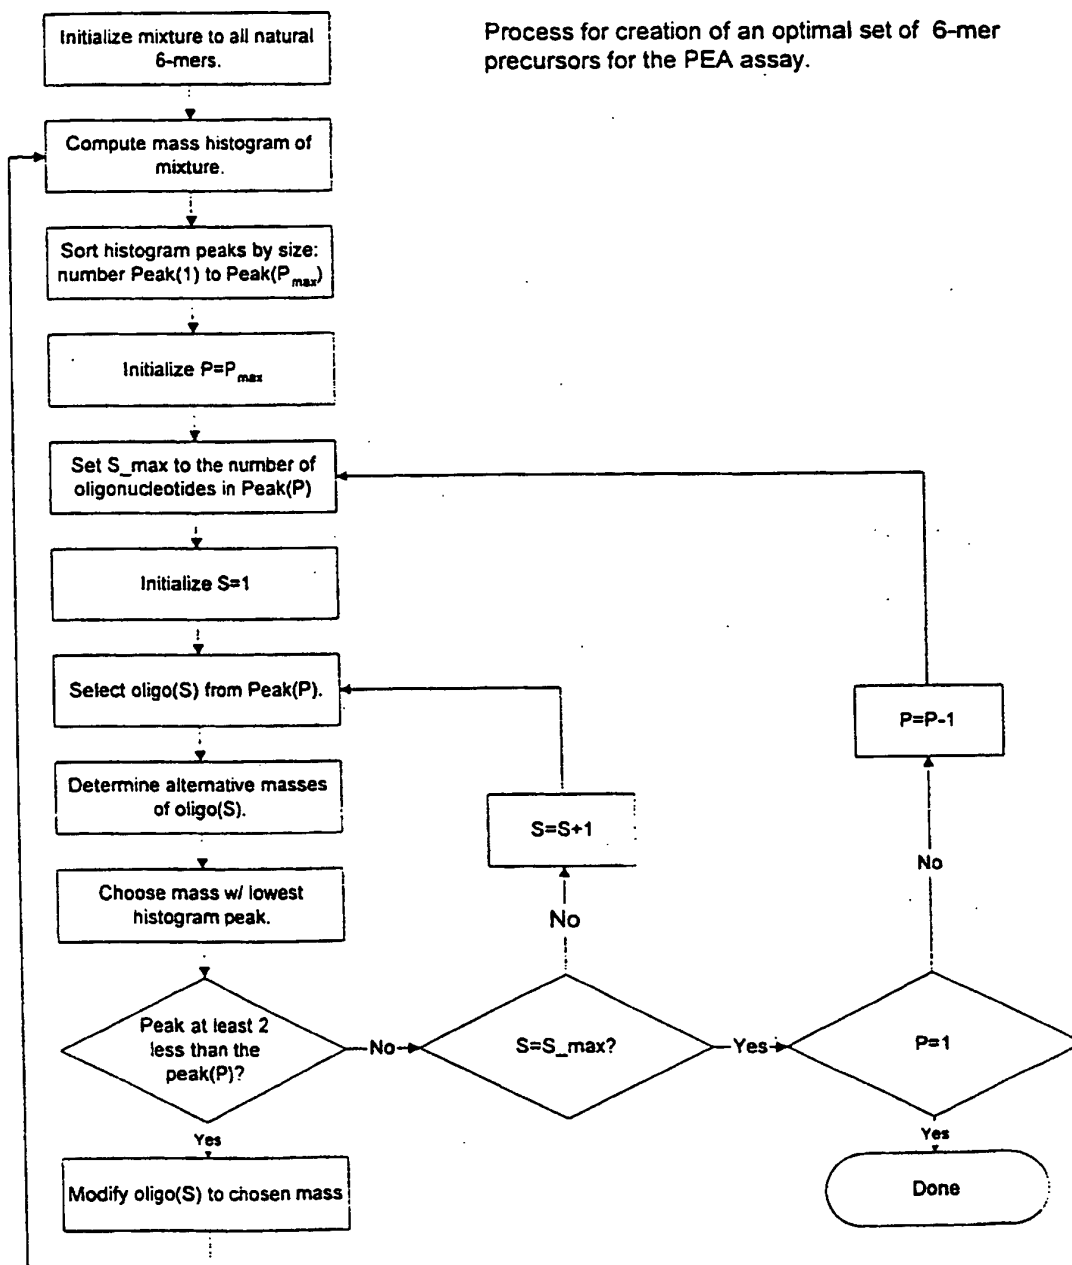 Process for creation of an optimal set of 6-mer
precursors for the PEA assay.
Initialize mixture to all natural
6-mers.
Compute mass histogram of
mixture.
Sort histogram peaks by size:
number Peak(1) to Peak(Pmax)
Initialize P=Pmax
Set S_max to the number of
oligonucleotides in Peak(P)
Initialize S=1
Select oligo(S) from Peak(P).
P=P-1
Determine alternative masses
of oligo(S).
S=S+1
No
Choose mass w/ lowest
histogram peak.
No
Peak at least 2
less than the
peak(P)?
No
S=S_max?
Yes
P=1
Yes
Yes
Modify oligo(S) to chosen mass
Done